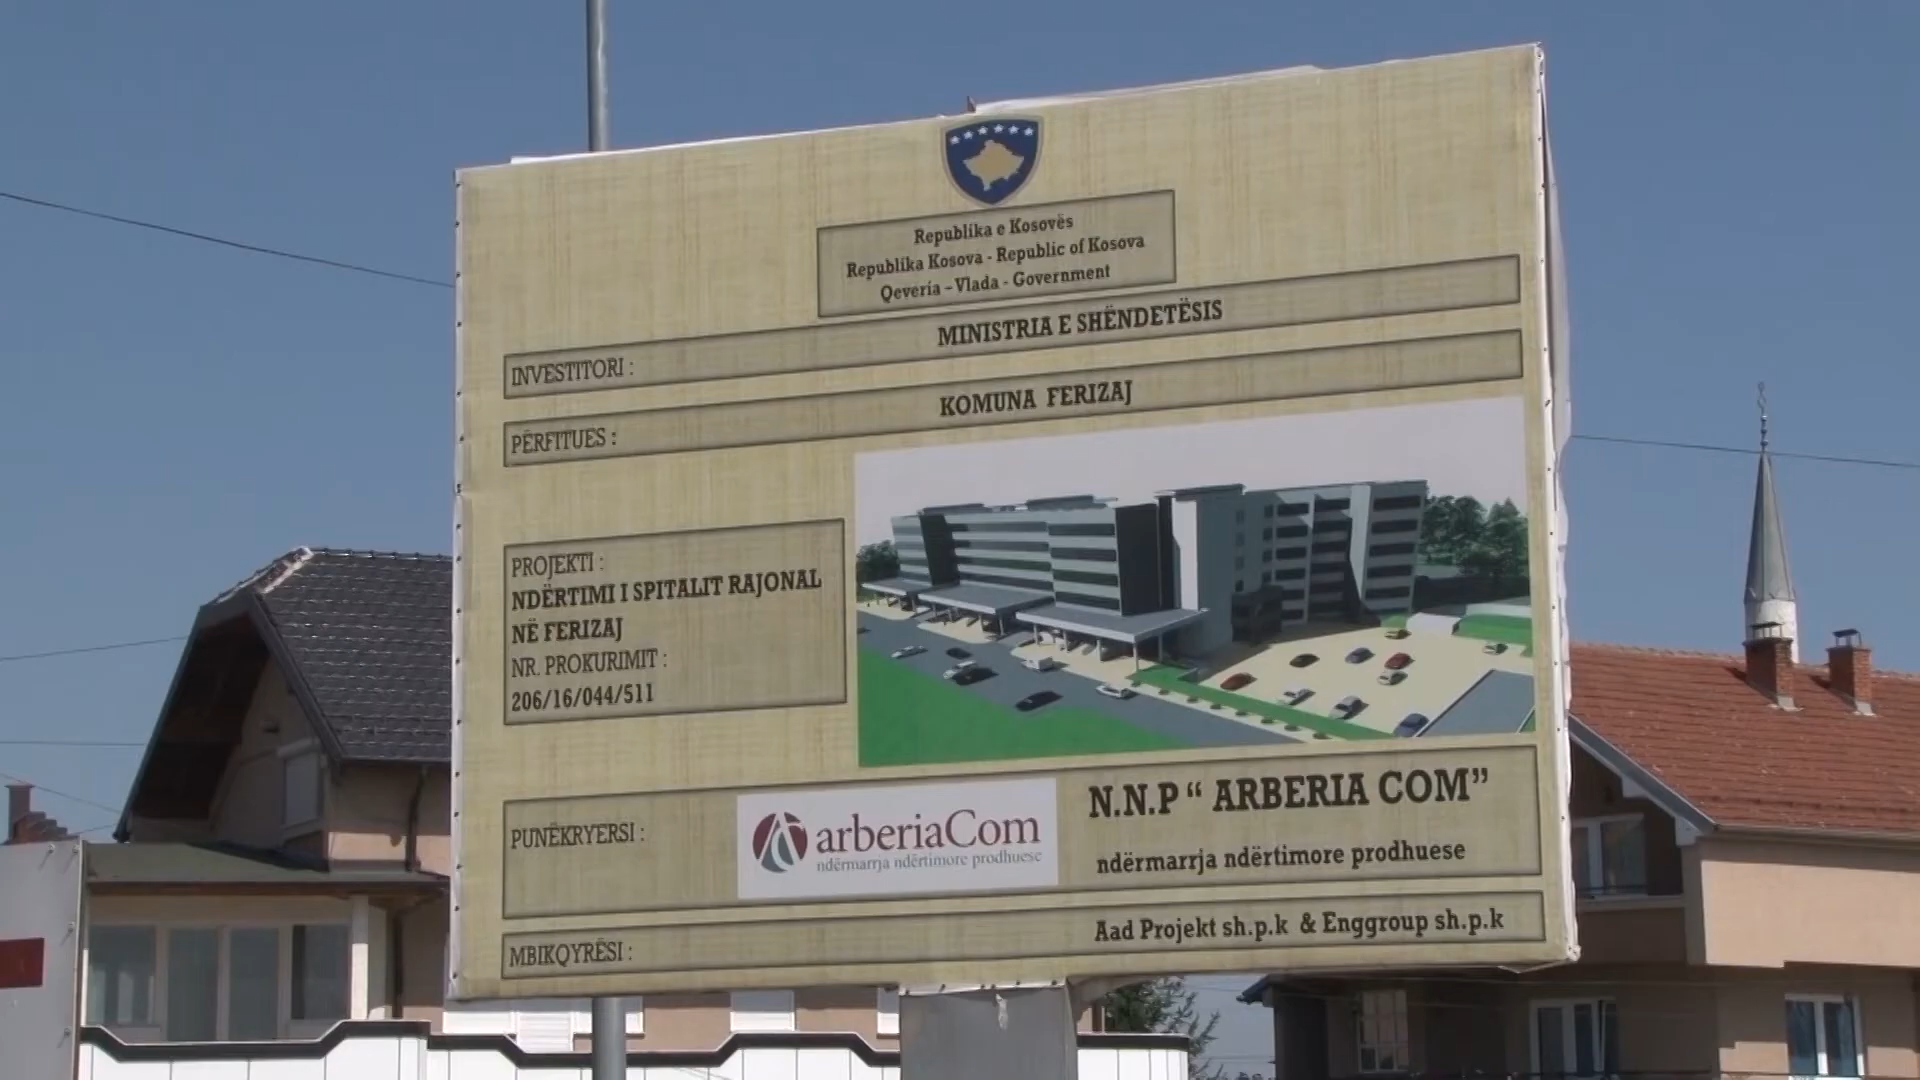 Republika e Kosovës
Republika Kosova - Republic of Kosova
Qeveria – Vlada - Government
INVESTITORI : MINISTRIA E SHËNDETËSIS
PËRFITUES : KOMUNA FERIZAJ
PROJEKTI :
NDËRTIMI I SPITALIT RAJONAL
NË FERIZAJ
NR. PROKURIMIT :
206/16/044/511
PUNËKRYERSI :
arberiaCom
ndërmarrja ndërtimore prodhuese
N.N.P “ ARBERIA COM”
ndërmarrja ndërtimore prodhuese
MBIKQYRËSI : Aad Projekt sh.p.k & Enggroup sh.p.k